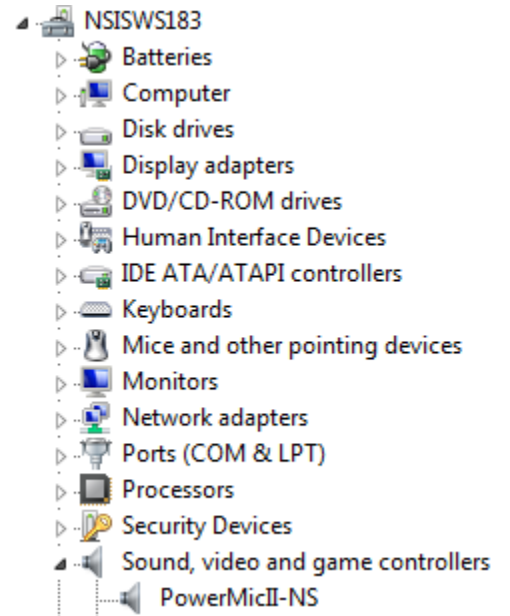 NSISWS183
Batteries
Computer
Disk drives
Display adapters
DVD/CD-ROM drives
Human Interface Devices
IDE ATA/ATAPI controllers
Keyboards
Mice and other pointing devices
Monitors
Network adapters
Ports (COM & LPT)
Processors
Security Devices
Sound, video and game controllers
PowerMicII-NS